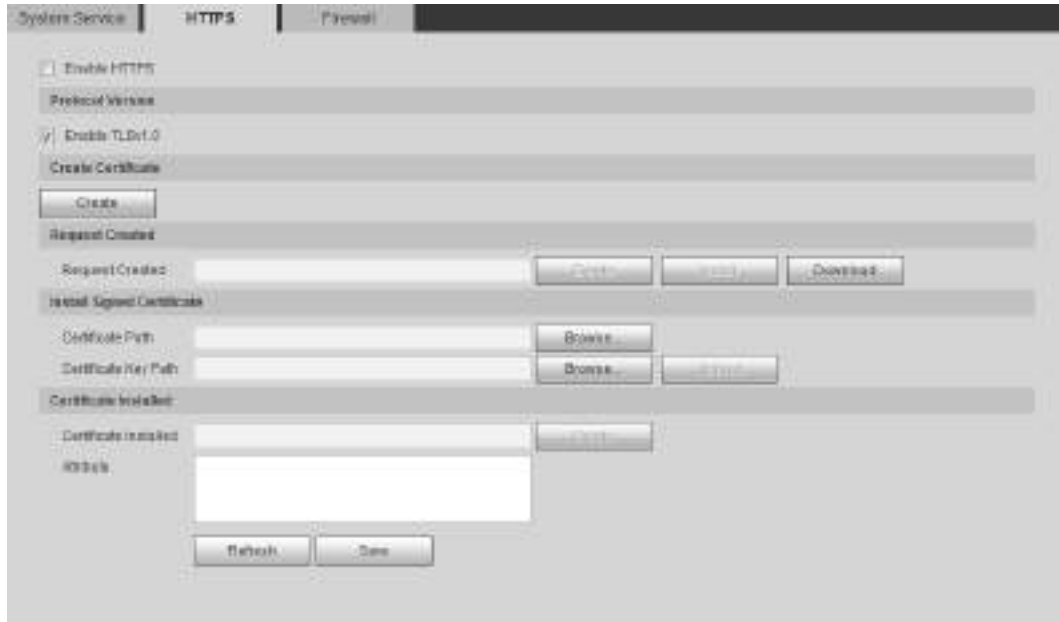 System Service HTTPS Firewall
Enable HTTPS
Protocol Version
Enable TLSv1.0
Create Certificate
Create
Request Created
Request Created Download
Install Signed Certificate
Certificate Path Browse...
Certificate Key Path Browse...
Certificate Installed
Certificate Installed
Attribute
Refresh Save